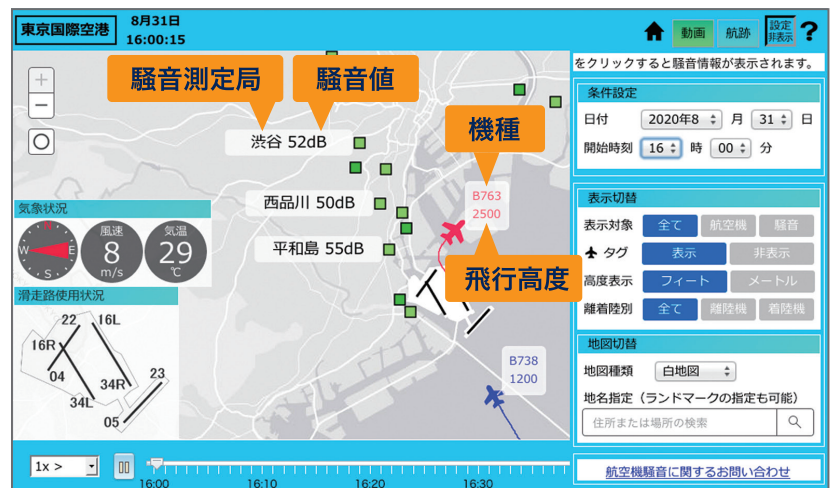 東京国際空港
8月31日
16:00:15
動画
航跡
設定
非表示
?
をクリックすると騒音情報が表示されます。
騒音測定局
騒音値
機種
飛行高度
+
−
渋谷 52dB
西品川 50dB
平和島 55dB
B763
2500
B738
1200
気象状況
N
W
E
S
風速
8
m/s
気温
29
℃
滑走路使用状況
22
16L
16R
04
34R
23
34L
05
1x >
16:00
16:10
16:20
16:30
条件設定
日付 2020年8 月 31 日
開始時刻 16 時 00 分
表示切替
表示対象 全て 航空機 騒音
タグ 表示 非表示
高度表示 フィート メートル
離着陸別 全て 離陸機 着陸機
地図切替
地図種類 白地図
地名指定（ランドマークの指定も可能）
住所または場所の検索
航空機騒音に関するお問い合わせ